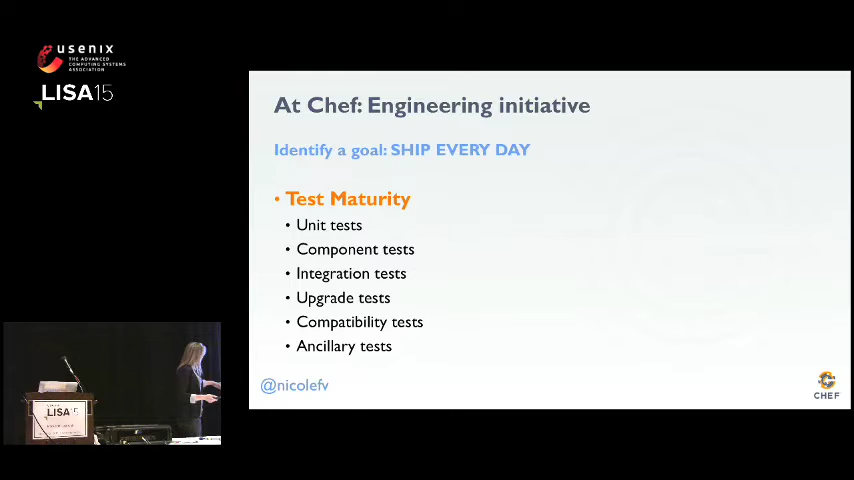 usenix
THE ADVANCED
COMPUTING SYSTEMS
ASSOCIATION
LISA15
At Chef: Engineering initiative
Identify a goal: SHIP EVERY DAY
• Test Maturity
• Unit tests
• Component tests
• Integration tests
• Upgrade tests
• Compatibility tests
• Ancillary tests
@nicolefv
CHEF
LISA15